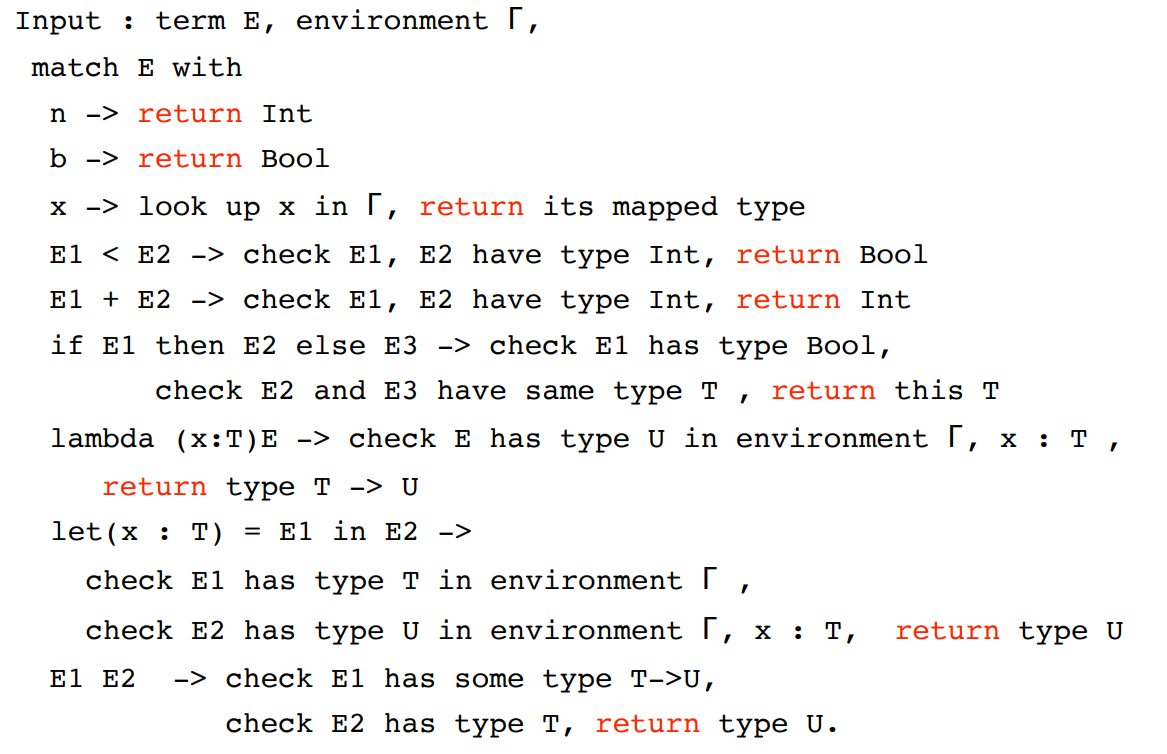 Input : term E, environment Γ,
match E with
n -> return Int
b -> return Bool
x -> look up x in Γ, return its mapped type
E1 < E2 -> check E1, E2 have type Int, return Bool
E1 + E2 -> check E1, E2 have type Int, return Int
if E1 then E2 else E3 -> check E1 has type Bool,
check E2 and E3 have same type T , return this T
lambda (x:T)E -> check E has type U in environment Γ, x : T ,
return type T -> U
let(x : T) = E1 in E2 ->
check E1 has type T in environment Γ ,
check E2 has type U in environment Γ, x : T, return type U
E1 E2 -> check E1 has some type T->U,
check E2 has type T, return type U.